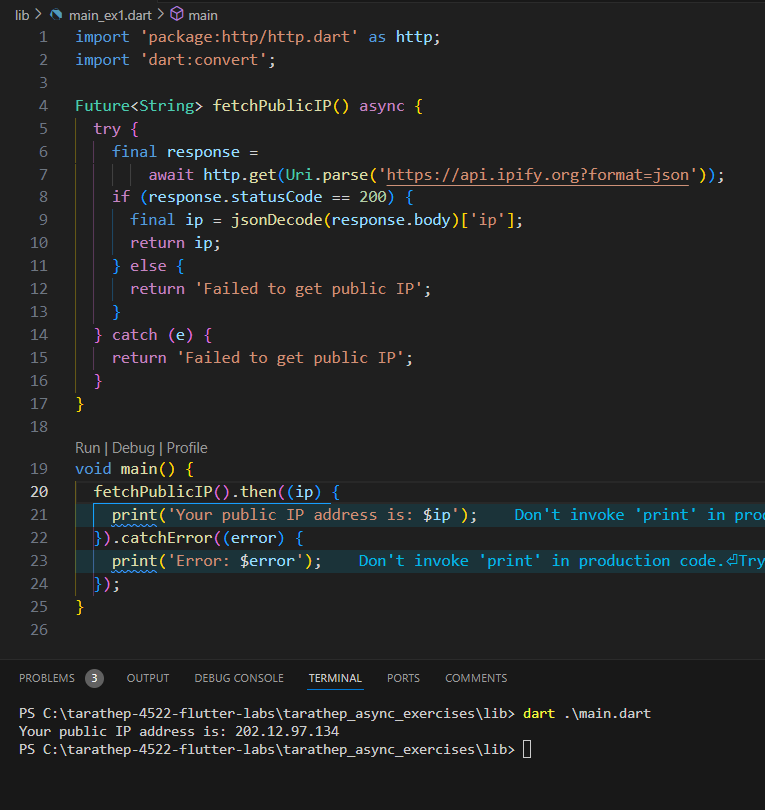 lib > main_ex1.dart > main
1 import 'package:http/http.dart' as http;
2 import 'dart:convert';
3
4 Future<String> fetchPublicIP() async {
5   try {
6     final response =
7         await http.get(Uri.parse('https://api.ipify.org?format=json'));
8     if (response.statusCode == 200) {
9       final ip = jsonDecode(response.body)['ip'];
10       return ip;
11     } else {
12       return 'Failed to get public IP';
13     }
14   } catch (e) {
15     return 'Failed to get public IP';
16   }
17 }
18
Run | Debug | Profile
19 void main() {
20   fetchPublicIP().then((ip) {
21     print('Your public IP address is: $ip');    Don't invoke 'print' in pro
22   }).catchError((error) {
23     print('Error: $error');    Don't invoke 'print' in production code.⏎Try
24   });
25 }
26
PROBLEMS 3 OUTPUT DEBUG CONSOLE TERMINAL PORTS COMMENTS
PS C:\tarathep-4522-flutter-labs\tarathep_async_exercises\lib> dart .\main.dart
Your public IP address is: 202.12.97.134
PS C:\tarathep-4522-flutter-labs\tarathep_async_exercises\lib>